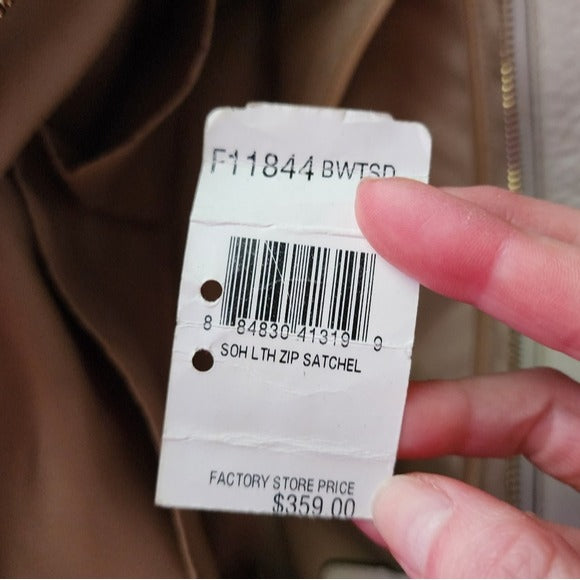 F11844 BWTSD
8 84830 41319 9
SOH LTH ZIP SATCHEL
FACTORY STORE PRICE
$359.00